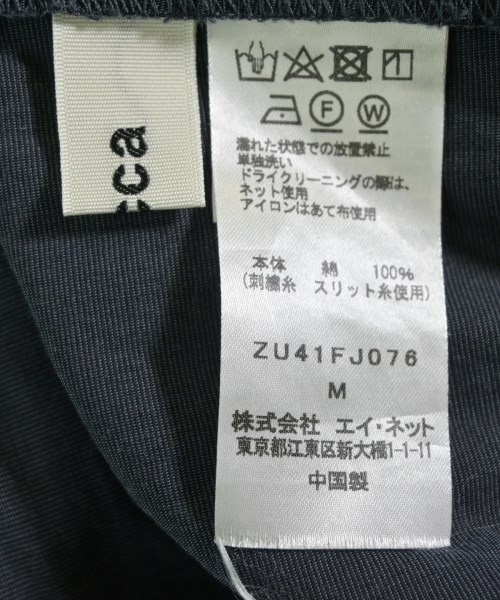 cca
F
W
濡れた状態での放置禁止
単独洗い
ドライクリーニングの際は、
ネット使用
アイロンはあて布使用
本体 綿 100%
(刺繍糸 スリット糸使用)
ZU41FJ076
M
株式会社 エイ・ネット
東京都江東区新大橋1-1-11
中国製